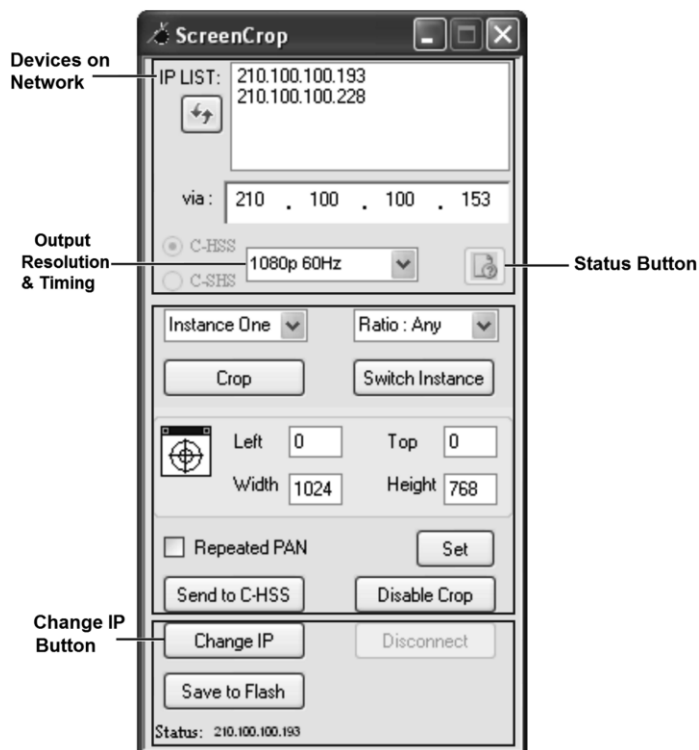 ScreenCrop
Devices on
Network
IP LIST:
210.100.100.193
210.100.100.228
via :
210 . 100 . 100 . 153
Output
Resolution
& Timing
C-HSS
C-SHS
1080p 60Hz
Status Button
Instance One
Ratio : Any
Crop
Switch Instance
Left 0
Top 0
Width 1024
Height 768
Repeated PAN
Set
Send to C-HSS
Disable Crop
Change IP
Button
Change IP
Disconnect
Save to Flash
Status: 210.100.100.193